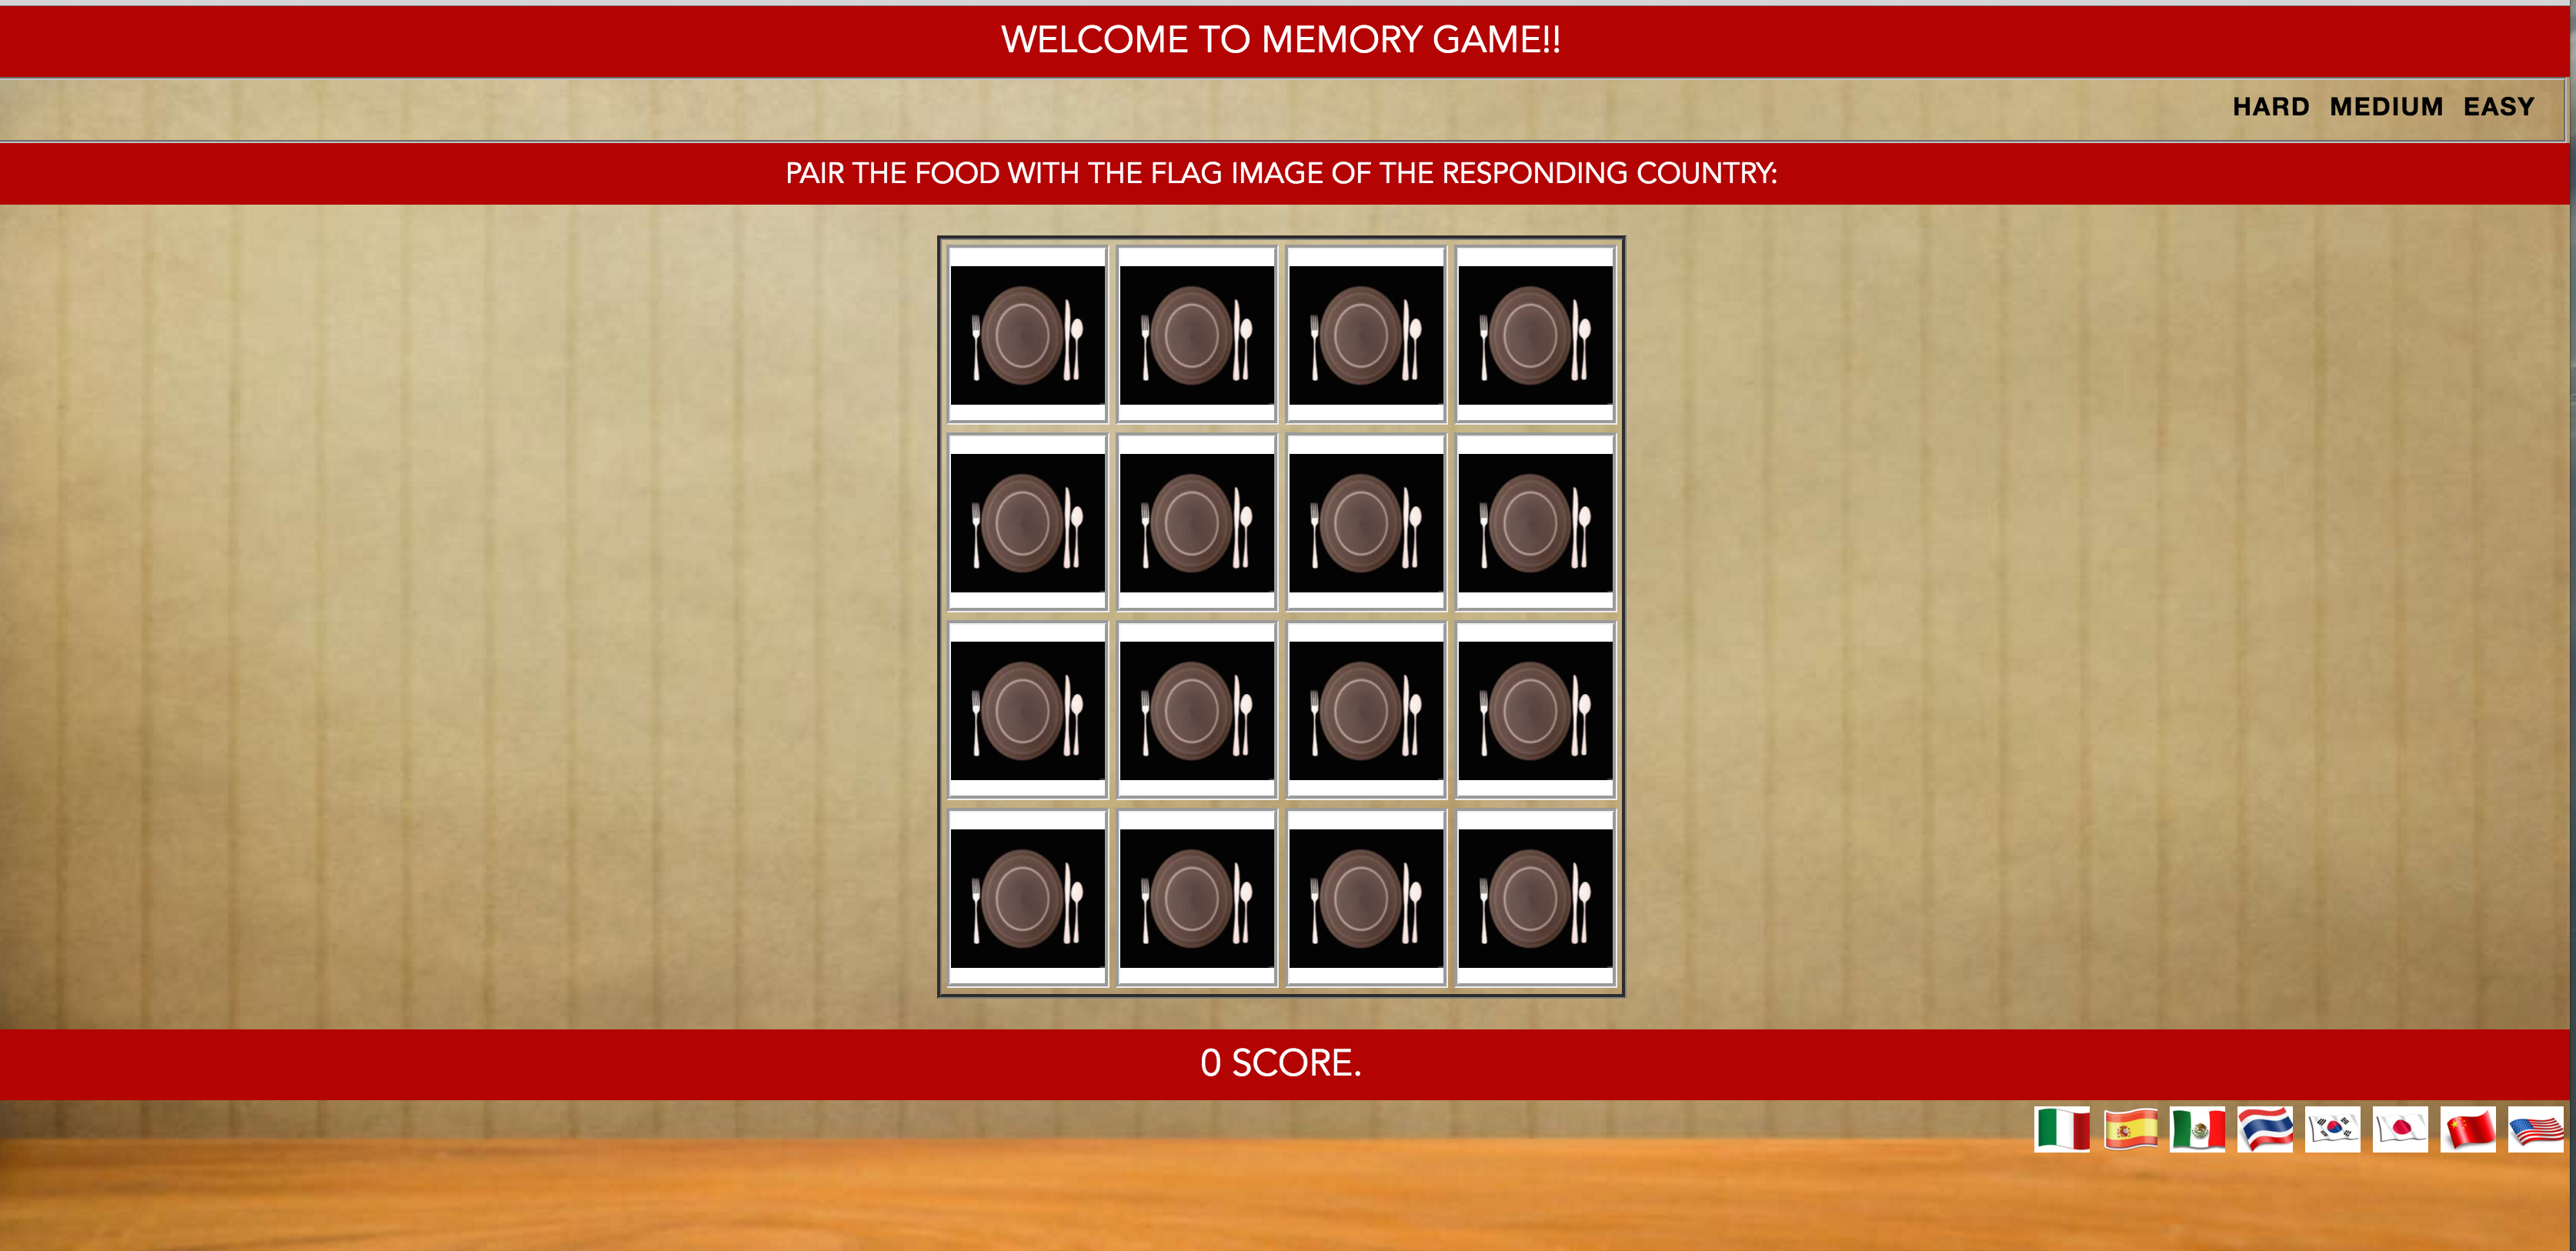 WELCOME TO MEMORY GAME!!
HARD MEDIUM EASY
PAIR THE FOOD WITH THE FLAG IMAGE OF THE RESPONDING COUNTRY:
0 SCORE.